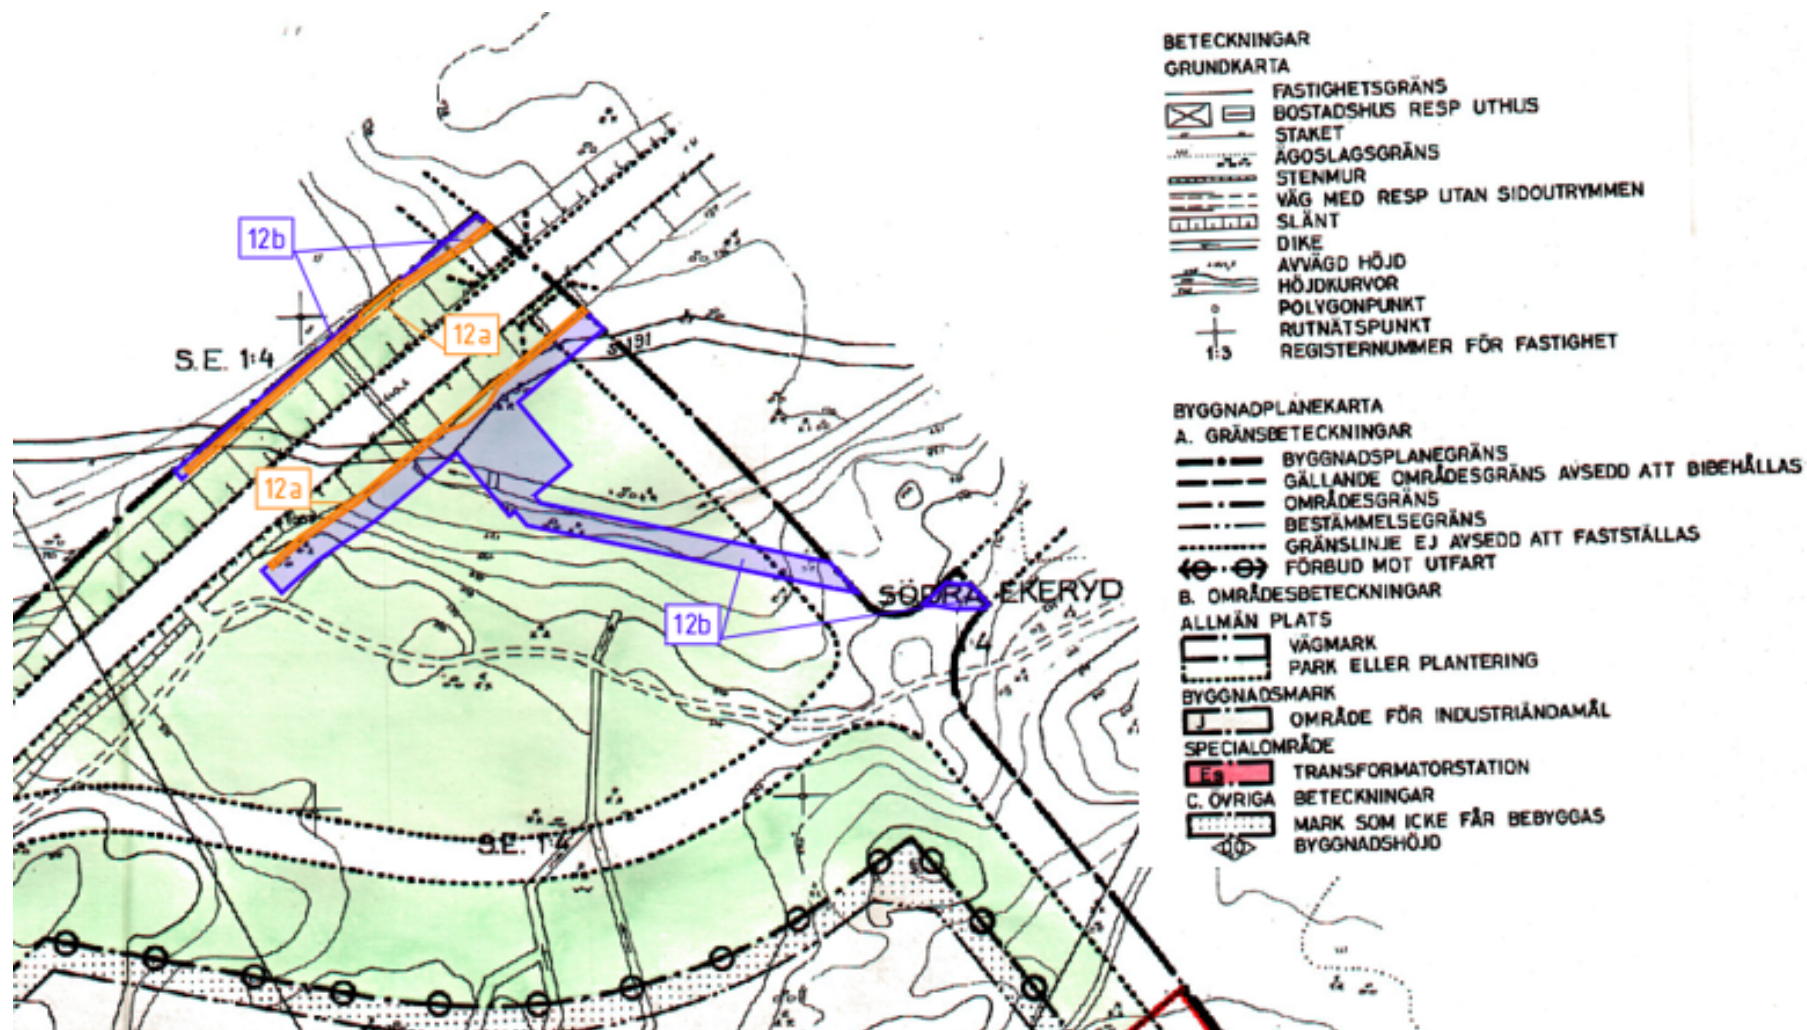 12b
12a
S.E. 1:4
S 191
12a
SÖDRA EKERYD
1:4
12b
S.E. 1:4
BETECKNINGAR
GRUNDKARTA
FASTIGHETSGRÄNS
BOSTADSHUS RESP UTHUS
STAKET
ÄGOSLAGSGRÄNS
STENMUR
VÄG MED RESP UTAN SIDOUTRYMMEN
SLÄNT
DIKE
AVVÄGD HÖJD
HÖJDKURVOR
POLYGONPUNKT
RUTNÄTSPUNKT
1:3 REGISTERNUMMER FÖR FASTIGHET
BYGGNADPLANEKARTA
A. GRÄNSBETECKNINGAR
BYGGNADSPLANEGRÄNS
GÄLLANDE OMRÅDESGRÄNS AVSEDD ATT BIBEHÅLLAS
OMRÅDESGRÄNS
BESTÄMMELSEGRÄNS
GRÄNSLINJE EJ AVSEDD ATT FASTSTÄLLAS
FÖRBUD MOT UTFART
B. OMRÅDESBETECKNINGAR
ALLMÄN PLATS
VÄGMARK
PARK ELLER PLANTERING
BYGGNADSMARK
J OMRÅDE FÖR INDUSTRIÄNDAMÅL
SPECIALOMRÅDE
Es TRANSFORMATORSTATION
C. ÖVRIGA BETECKNINGAR
MARK SOM ICKE FÅR BEBYGGAS
0,0 BYGGNADSHÖJD